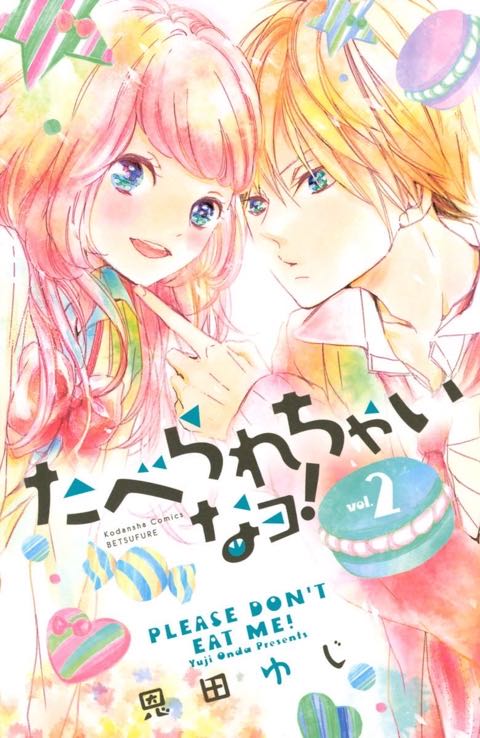 たべられちゃい
なョ!
vol.2
Kodansha Comics
BETSUFURE
PLEASE DON'T
EAT ME!
Yuji Onda Presents
恩田ゆじ